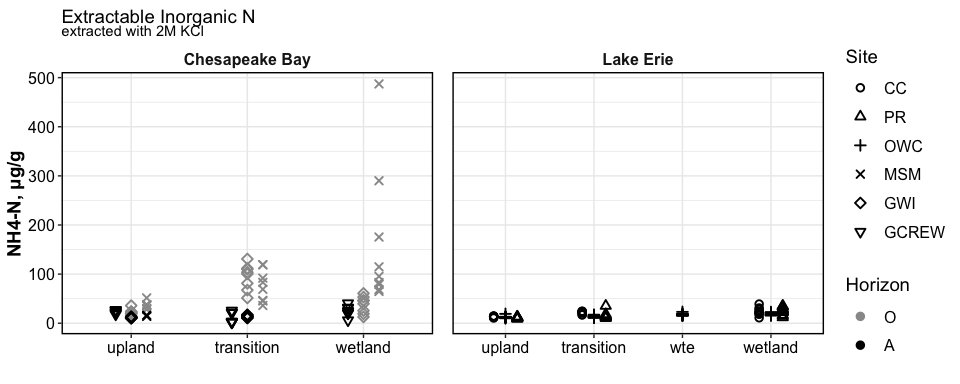 Extractable Inorganic N
extracted with 2M KCl
Chesapeake Bay
Lake Erie
NH4-N, µg/g
500
400
300
200
100
0
upland
transition
wetland
upland
transition
wte
wetland
Site
CC
PR
OWC
MSM
GWI
GCREW
Horizon
O
A